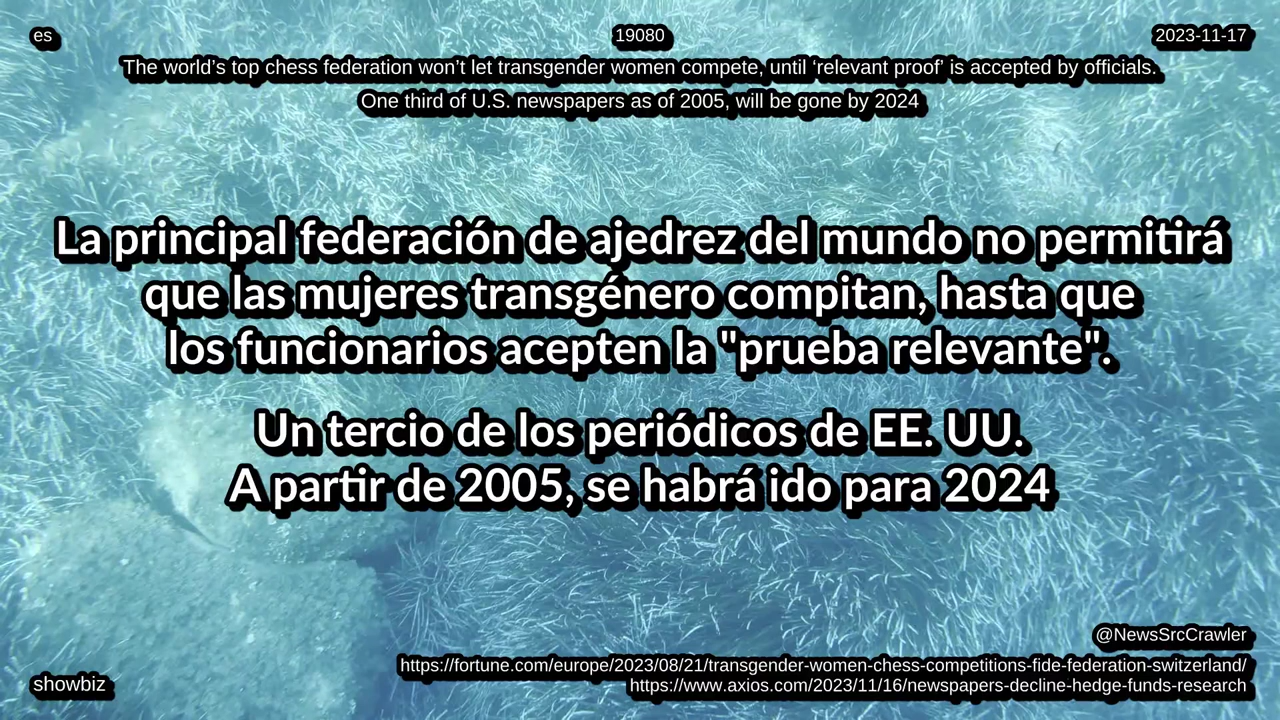 es
19080
2023-11-17
The world’s top chess federation won’t let transgender women compete, until ‘relevant proof’ is accepted by officials.
One third of U.S. newspapers as of 2005, will be gone by 2024
La principal federación de ajedrez del mundo no permitirá
que las mujeres transgénero compitan, hasta que
los funcionarios acepten la "prueba relevante".
Un tercio de los periódicos de EE. UU.
A partir de 2005, se habrá ido para 2024
@NewsSrcCrawler
https://fortune.com/europe/2023/08/21/transgender-women-chess-competitions-fide-federation-switzerland/
showbiz
https://www.axios.com/2023/11/16/newspapers-decline-hedge-funds-research